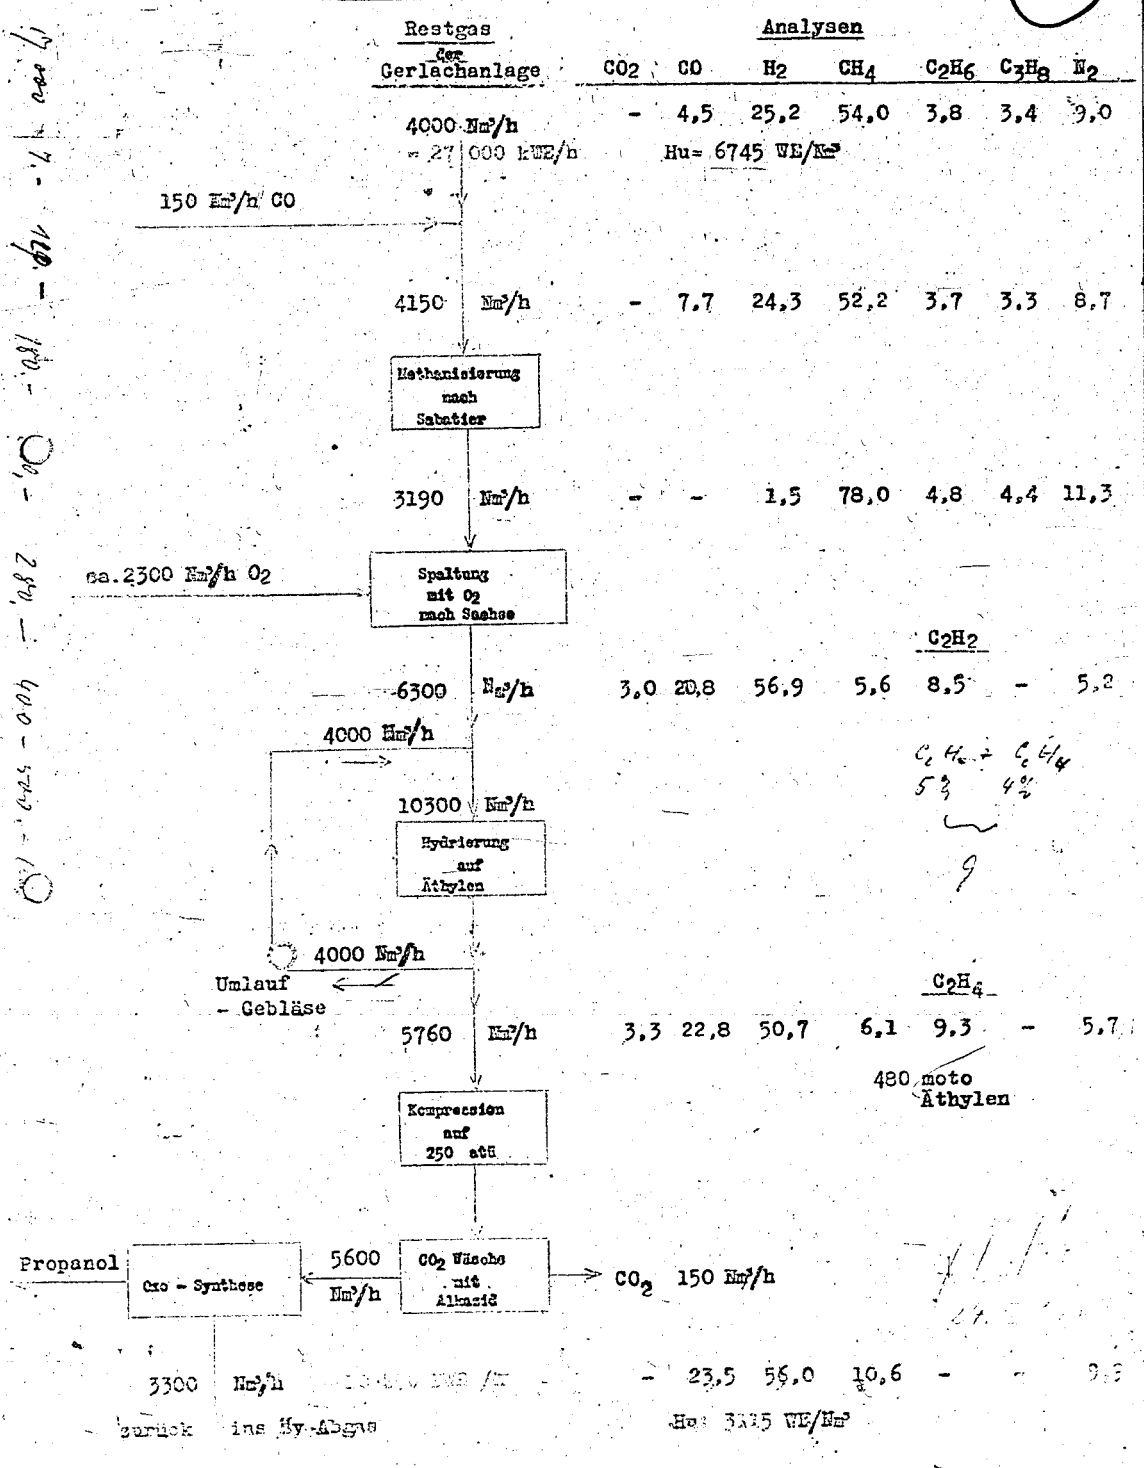 Restgas
der
Gerlachanlage
Analysen
CO2 CO H2 CH4 C2H6 C3H8 N2
4000 Nm³/h - 4,5 25,2 54,0 3,8 3,4 9,0
= 27 000 kWE/h Hu= 6745 WE/Nm³
150 Nm³/h CO
4150 Nm³/h - 7,7 24,3 52,2 3,7 3,3 8,7
Methanisierung
nach
Sabatier
3190 Nm³/h - - 1,5 78,0 4,8 4,4 11,3
ca.2300 Nm³/h O2
Spaltung
mit O2
nach Sachse
C2H2
6300 Nm³/h 3,0 20,8 56,9 5,6 8,5 - 5,2
4000 Nm³/h
C2H2 + C2H4
5% 4%
9
10300 Nm³/h
Hydrierung
auf
Äthylen
4000 Nm³/h
Umlauf
- Gebläse
C2H4
5760 Nm³/h 3,3 22,8 50,7 6,1 9,3 - 5,7
480 moto
Äthylen
Kompression
auf
250 atü
Propanol
Oxo - Synthese
5600
Nm³/h
CO2 Wäsche
mit
Alkazid
CO2 150 Nm³/h
3300 Nm³/h - 23,5 56,0 10,6 - - 9,9
zurück ins Hy-Abgas Hu: 3115 WE/Nm³